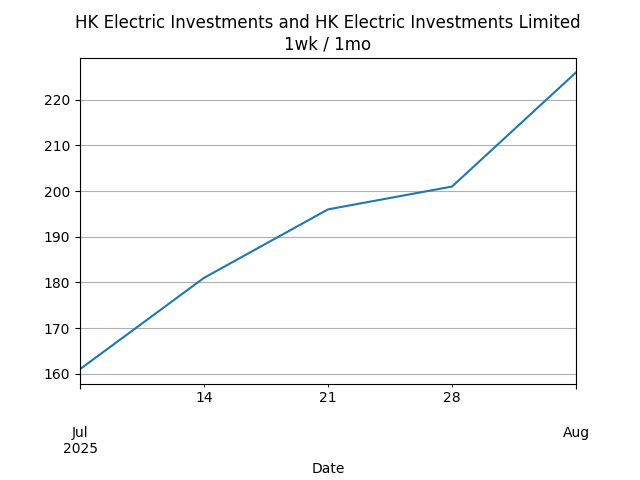 HK Electric Investments and HK Electric Investments Limited
1wk / 1mo
220
210
200
190
180
170
160
14
21
28
Jul
2025
Aug
Date